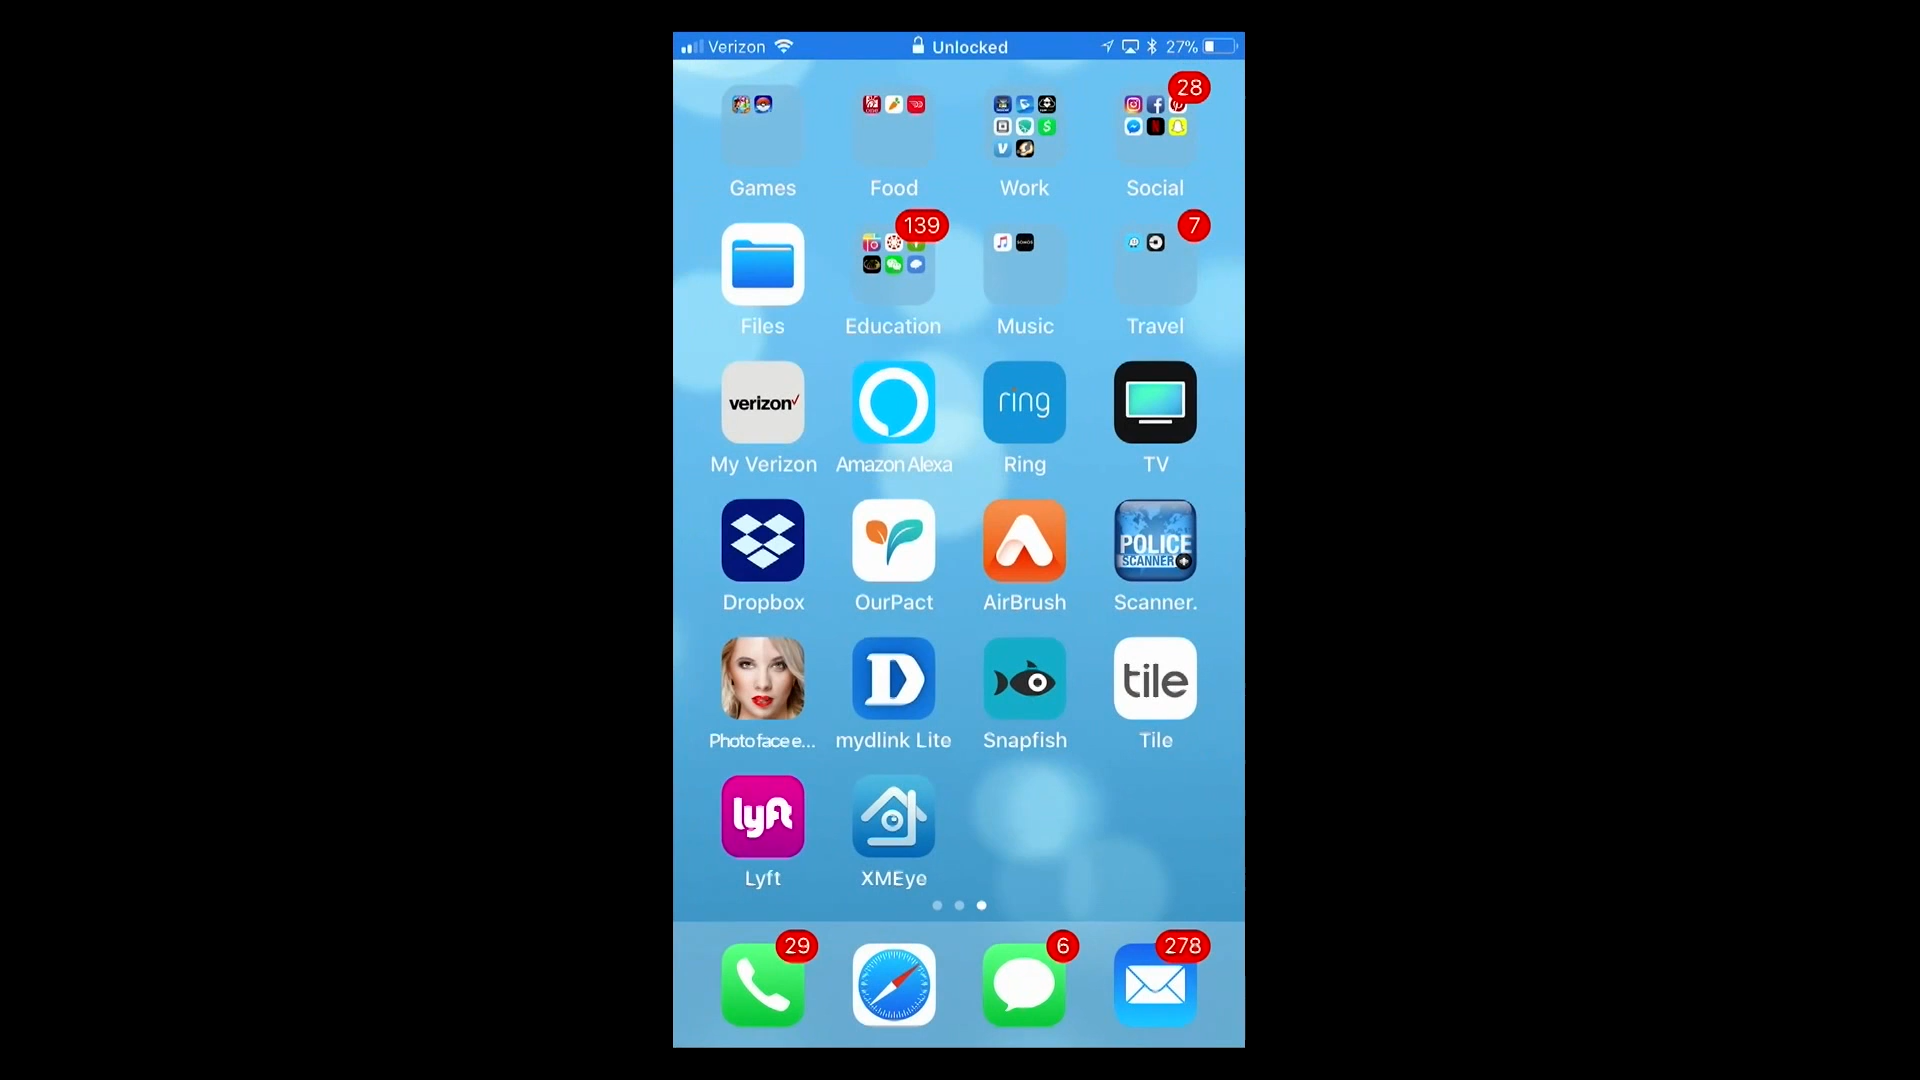 Verizon Unlocked 27%
28
Games Food Work Social
139 7
Files Education Music Travel
verizon ring
My Verizon Amazon Alexa Ring TV
POLICE
SCANNER
Dropbox OurPact AirBrush Scanner.
D tile
Photo face e... mydlink Lite Snapfish Tile
lyft
Lyft XMEye
29 6 278